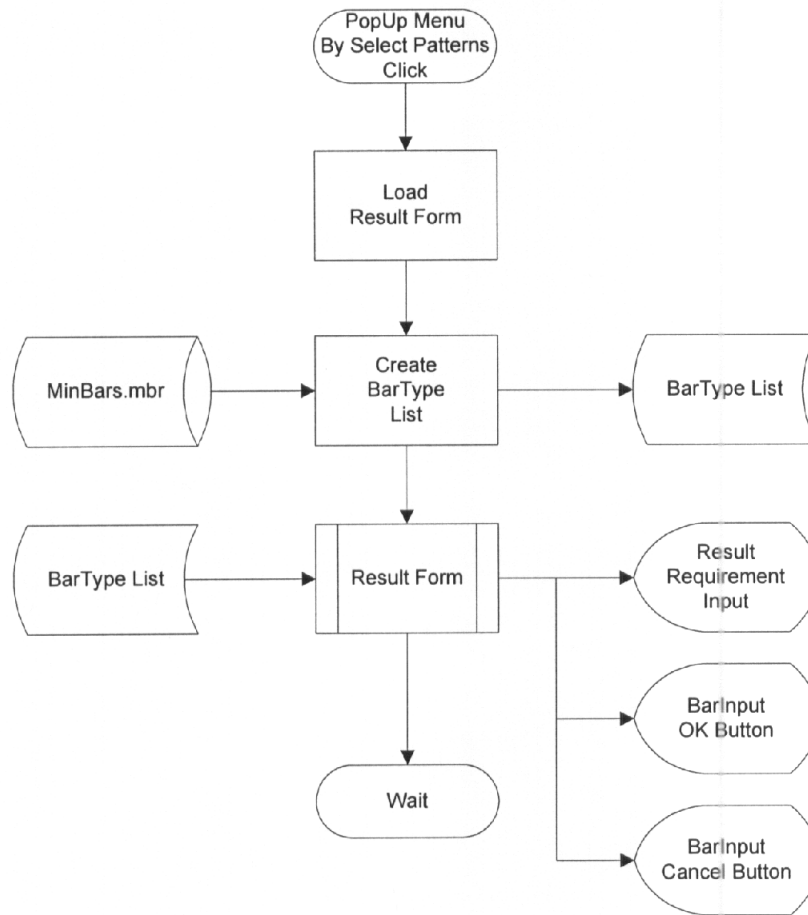 PopUp Menu
By Select Patterns
Click
Load
Result Form
MinBars.mbr
Create
BarType
List
BarType List
BarType List
Result Form
Result
Requirement
Input
BarInput
OK Button
Wait
BarInput
Cancel Button